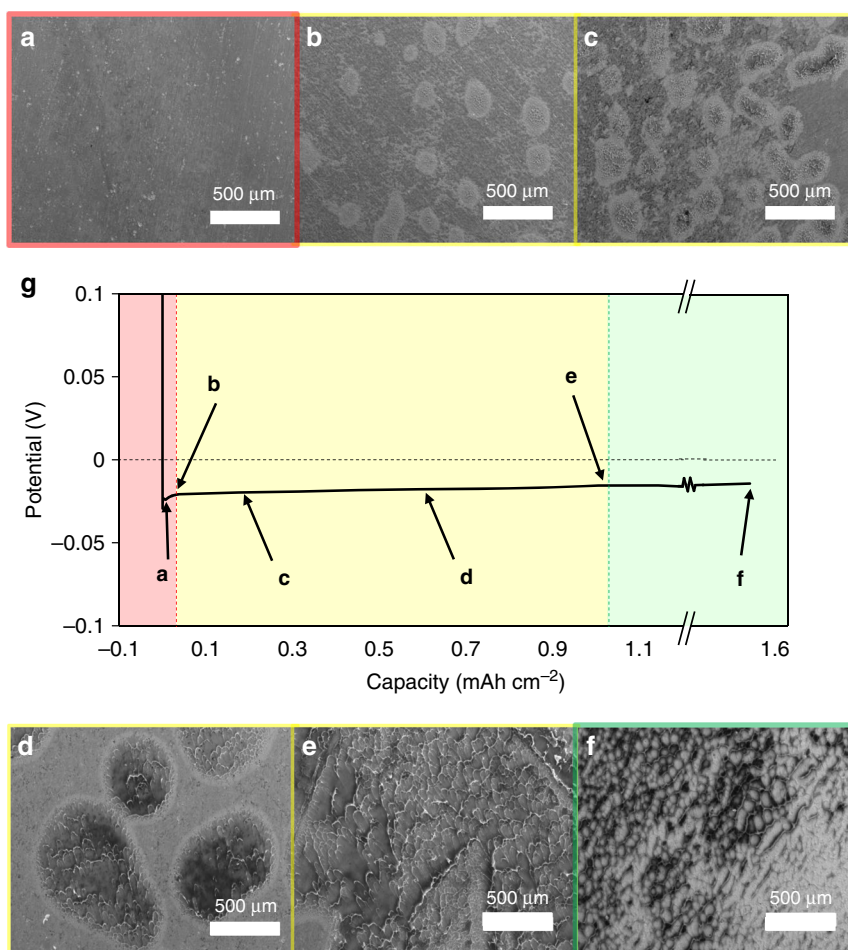 a b c
500 µm 500 µm 500 µm
g
0.1
0.05
0
−0.05
−0.1
Potential (V)
b
e
a
c
d
f
−0.1 0.1 0.3 0.5 0.7 0.9 1.1 1.6
Capacity (mAh cm⁻²)
d e f
500 µm 500 µm 500 µm